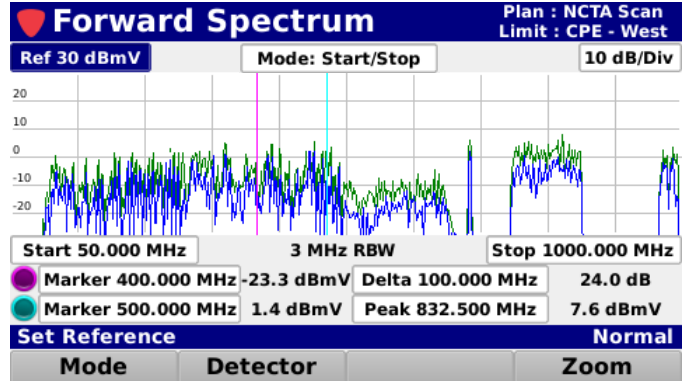 Forward Spectrum
Plan : NCTA Scan
Limit : CPE - West
Ref 30 dBmV
Mode: Start/Stop
10 dB/Div
20
10
0
-10
-20
Start 50.000 MHz
3 MHz RBW
Stop 1000.000 MHz
Marker 400.000 MHz -23.3 dBmV Delta 100.000 MHz 24.0 dB
Marker 500.000 MHz 1.4 dBmV Peak 832.500 MHz 7.6 dBmV
Set Reference
Normal
Mode
Detector
Zoom